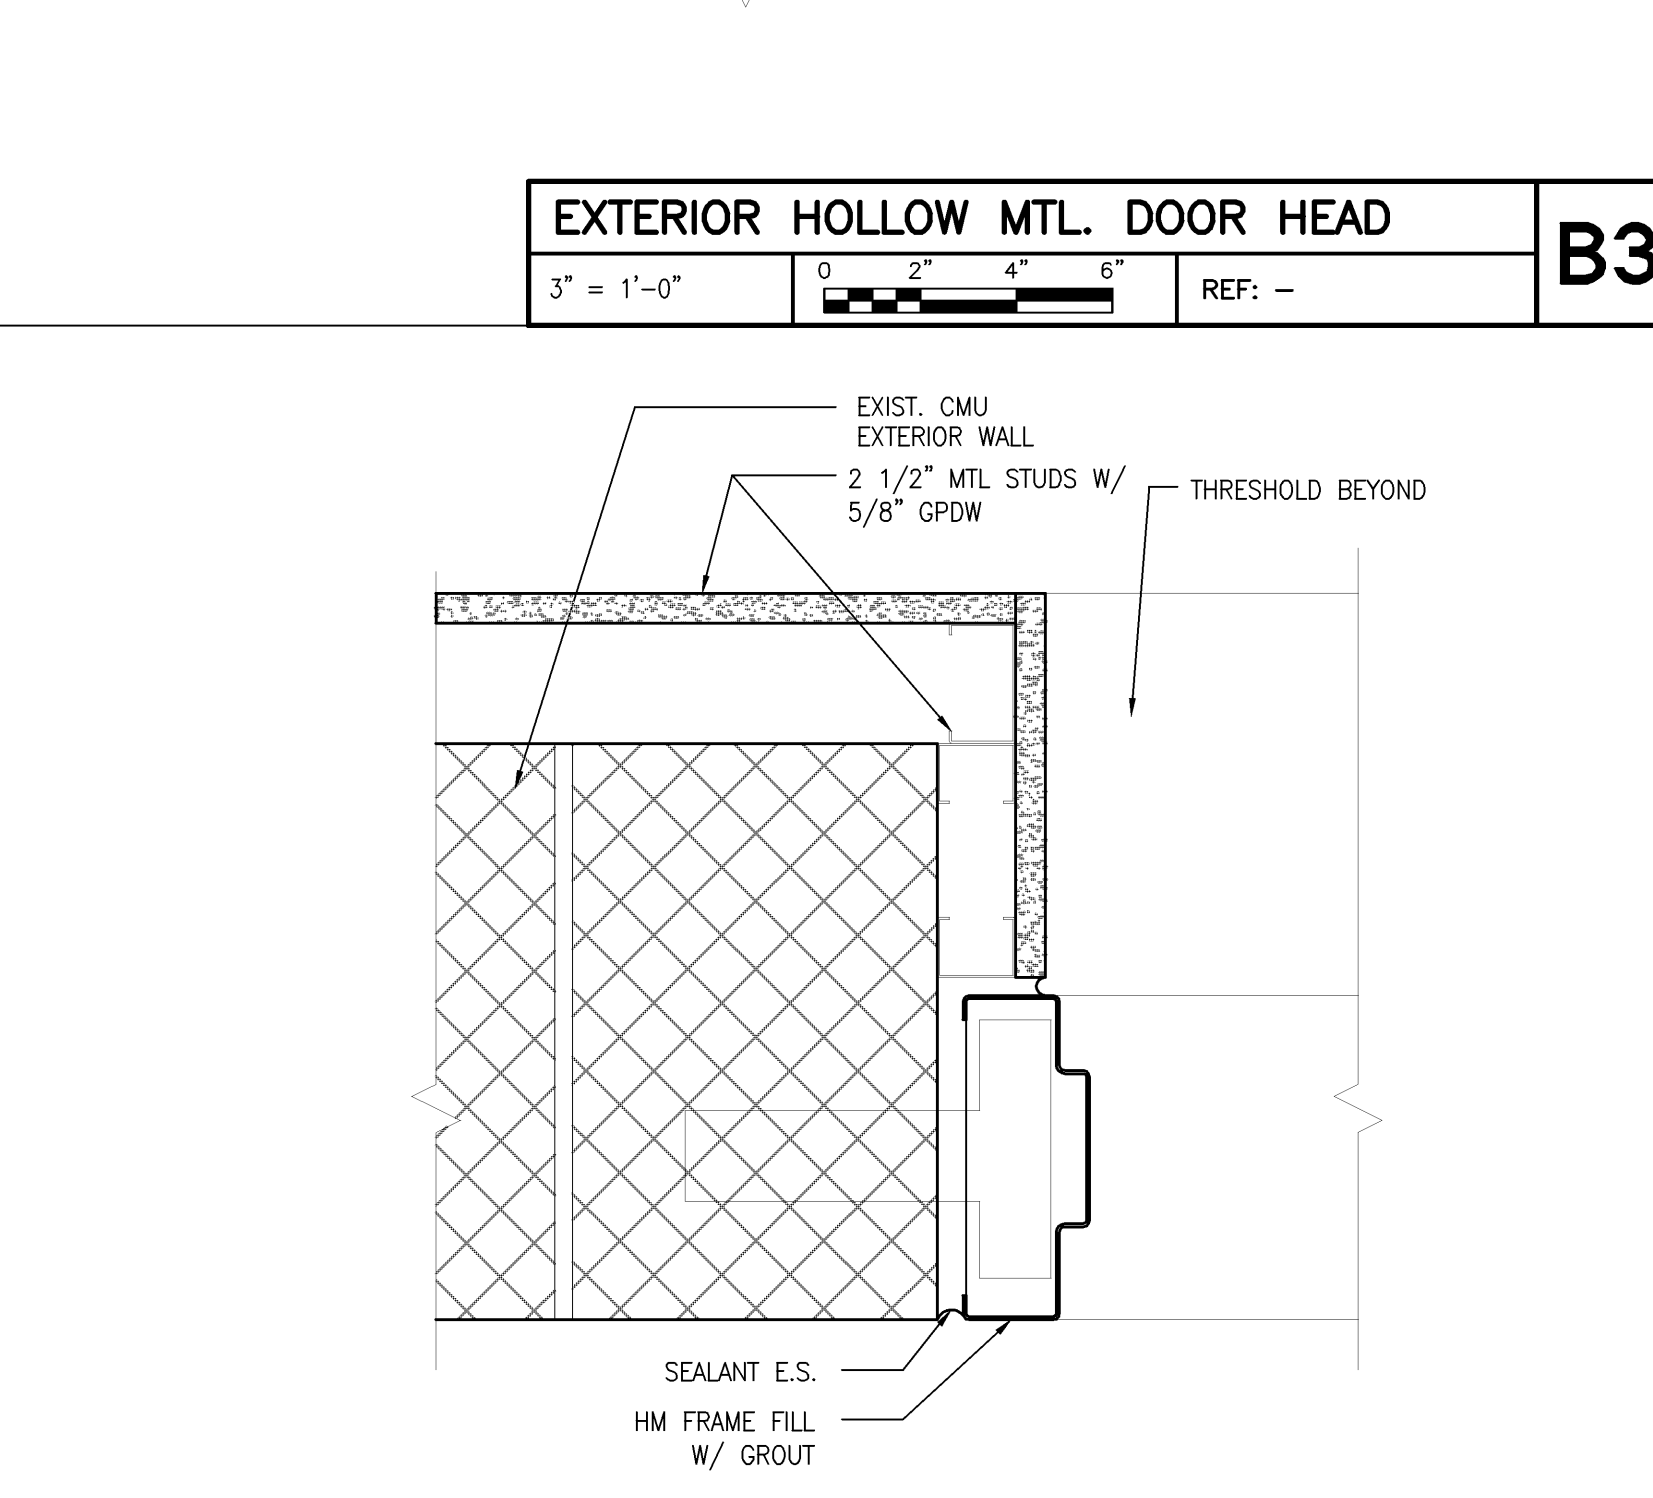 EXTERIOR HOLLOW MTL. DOOR HEAD
B3
3" = 1'-0"
0 2" 4" 6"
REF: –
EXIST. CMU
EXTERIOR WALL
2 1/2" MTL STUDS W/
5/8" GPDW
THRESHOLD BEYOND
SEALANT E.S.
HM FRAME FILL
W/ GROUT